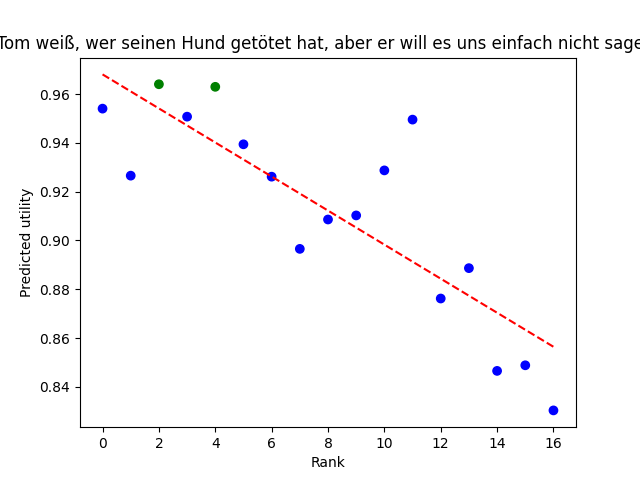 Tom weiß, wer seinen Hund getötet hat, aber er will es uns einfach nicht sage
Predicted utility
0.96
0.94
0.92
0.90
0.88
0.86
0.84
0 2 4 6 8 10 12 14 16
Rank